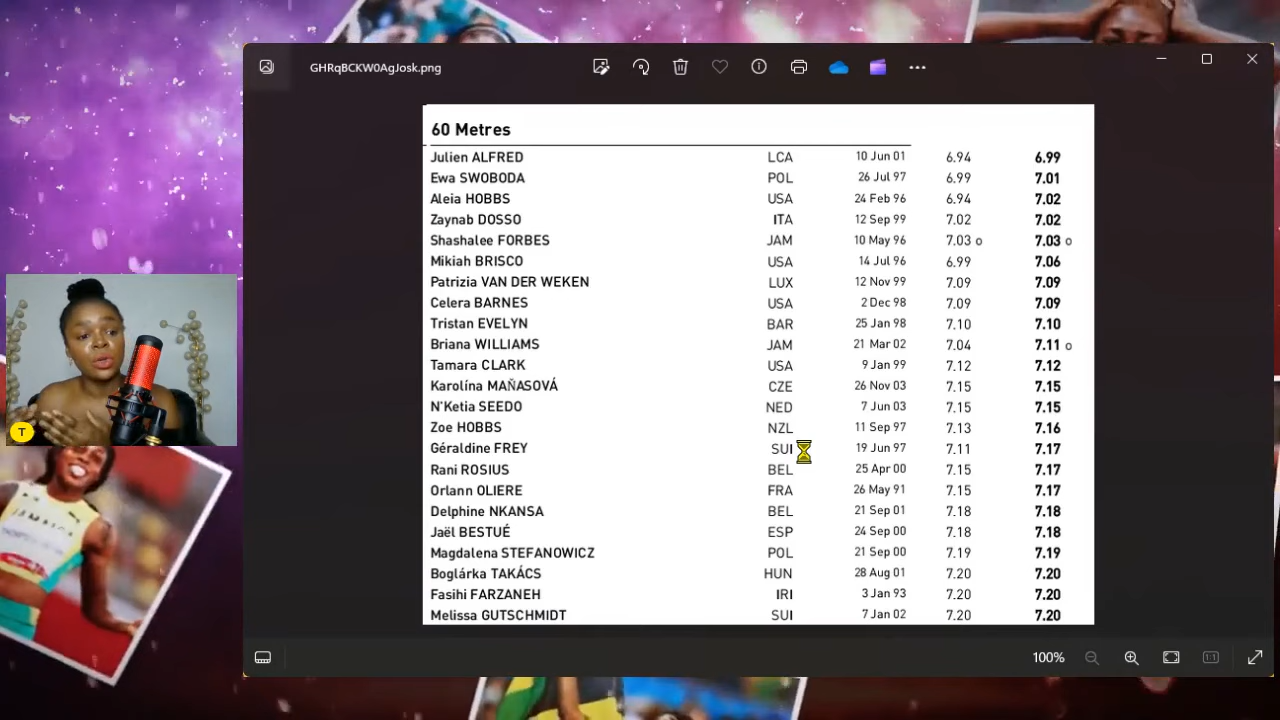 GHRqBCKW0AgJosk.png
60 Metres
Julien ALFRED LCA 10 Jun 01 6.94 6.99
Ewa SWOBODA POL 26 Jul 97 6.99 7.01
Aleia HOBBS USA 24 Feb 96 6.94 7.02
Zaynab DOSSO ITA 12 Sep 99 7.02 7.02
Shashalee FORBES JAM 10 May 96 7.03 o 7.03 o
Mikiah BRISCO USA 14 Jul 96 6.99 7.06
Patrizia VAN DER WEKEN LUX 12 Nov 99 7.09 7.09
Celera BARNES USA 2 Dec 98 7.09 7.09
Tristan EVELYN BAR 25 Jan 98 7.10 7.10
Briana WILLIAMS JAM 21 Mar 02 7.04 7.11 o
Tamara CLARK USA 9 Jan 99 7.12 7.12
Karolína MAŇASOVÁ CZE 26 Nov 03 7.15 7.15
N'Ketia SEEDO NED 7 Jun 03 7.15 7.15
Zoe HOBBS NZL 11 Sep 97 7.13 7.16
Géraldine FREY SUI 19 Jun 97 7.11 7.17
Rani ROSIUS BEL 25 Apr 00 7.15 7.17
Orlann OLIERE FRA 26 May 91 7.15 7.17
Delphine NKANSA BEL 21 Sep 01 7.18 7.18
Jaël BESTUÉ ESP 24 Sep 00 7.18 7.18
Magdalena STEFANOWICZ POL 21 Sep 00 7.19 7.19
Boglárka TAKÁCS HUN 28 Aug 01 7.20 7.20
Fasihi FARZANEH IRI 3 Jan 93 7.20 7.20
Melissa GUTSCHMIDT SUI 7 Jan 02 7.20 7.20
T
JAMAICA
100%
1:1